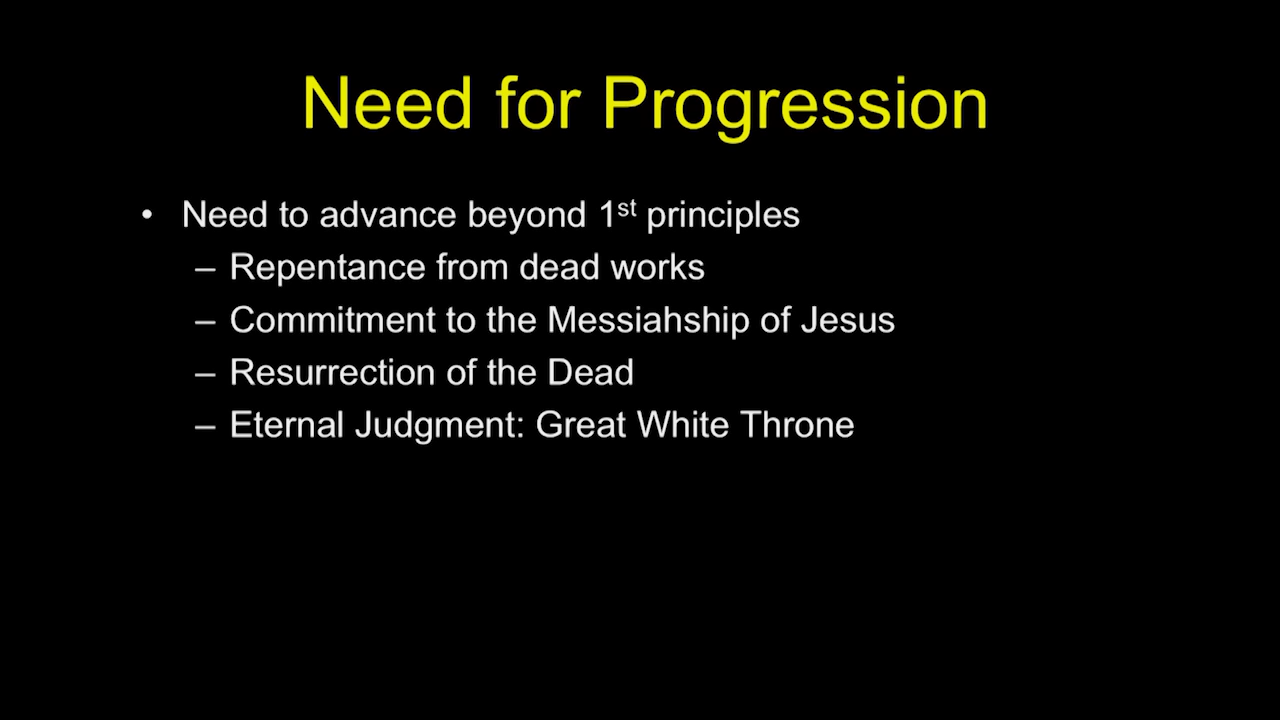 Need for Progression
• Need to advance beyond 1st principles
– Repentance from dead works
– Commitment to the Messiahship of Jesus
– Resurrection of the Dead
– Eternal Judgment: Great White Throne